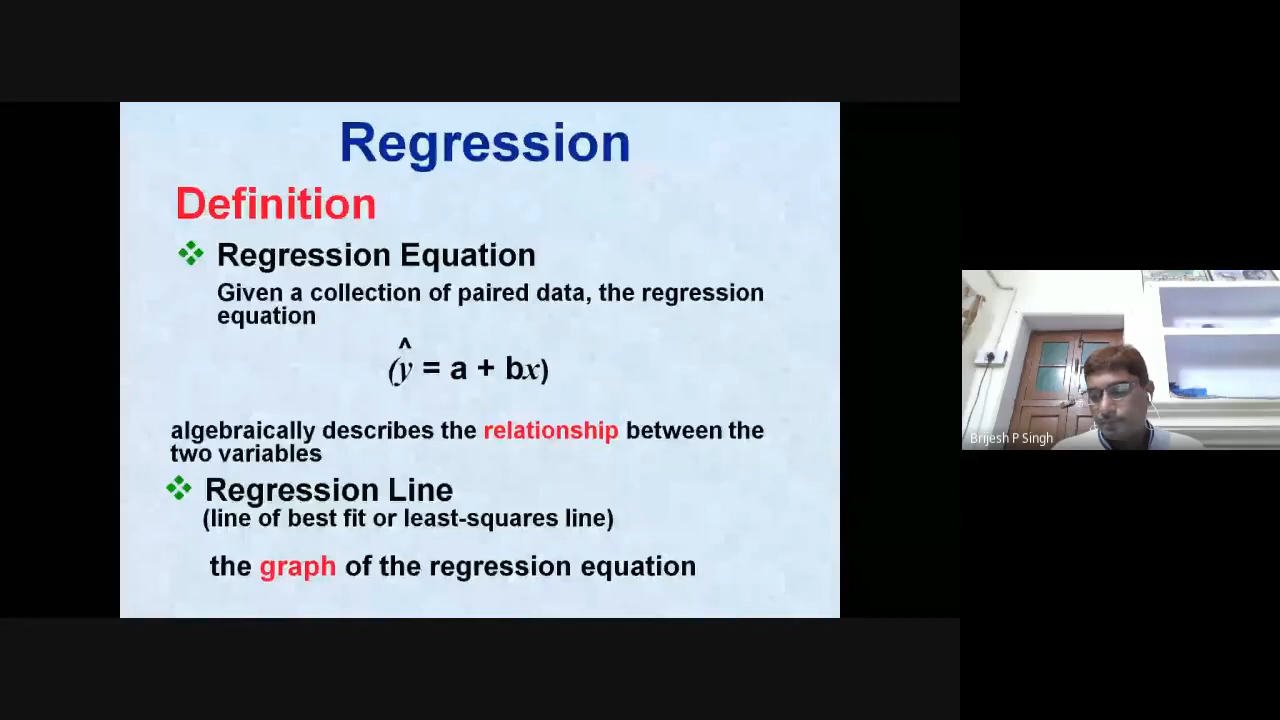 Regression
Definition
❖ Regression Equation
Given a collection of paired data, the regression
equation
(ŷ = a + bx)
algebraically describes the relationship between the
two variables
❖ Regression Line
(line of best fit or least-squares line)
the graph of the regression equation
Brijesh P Singh